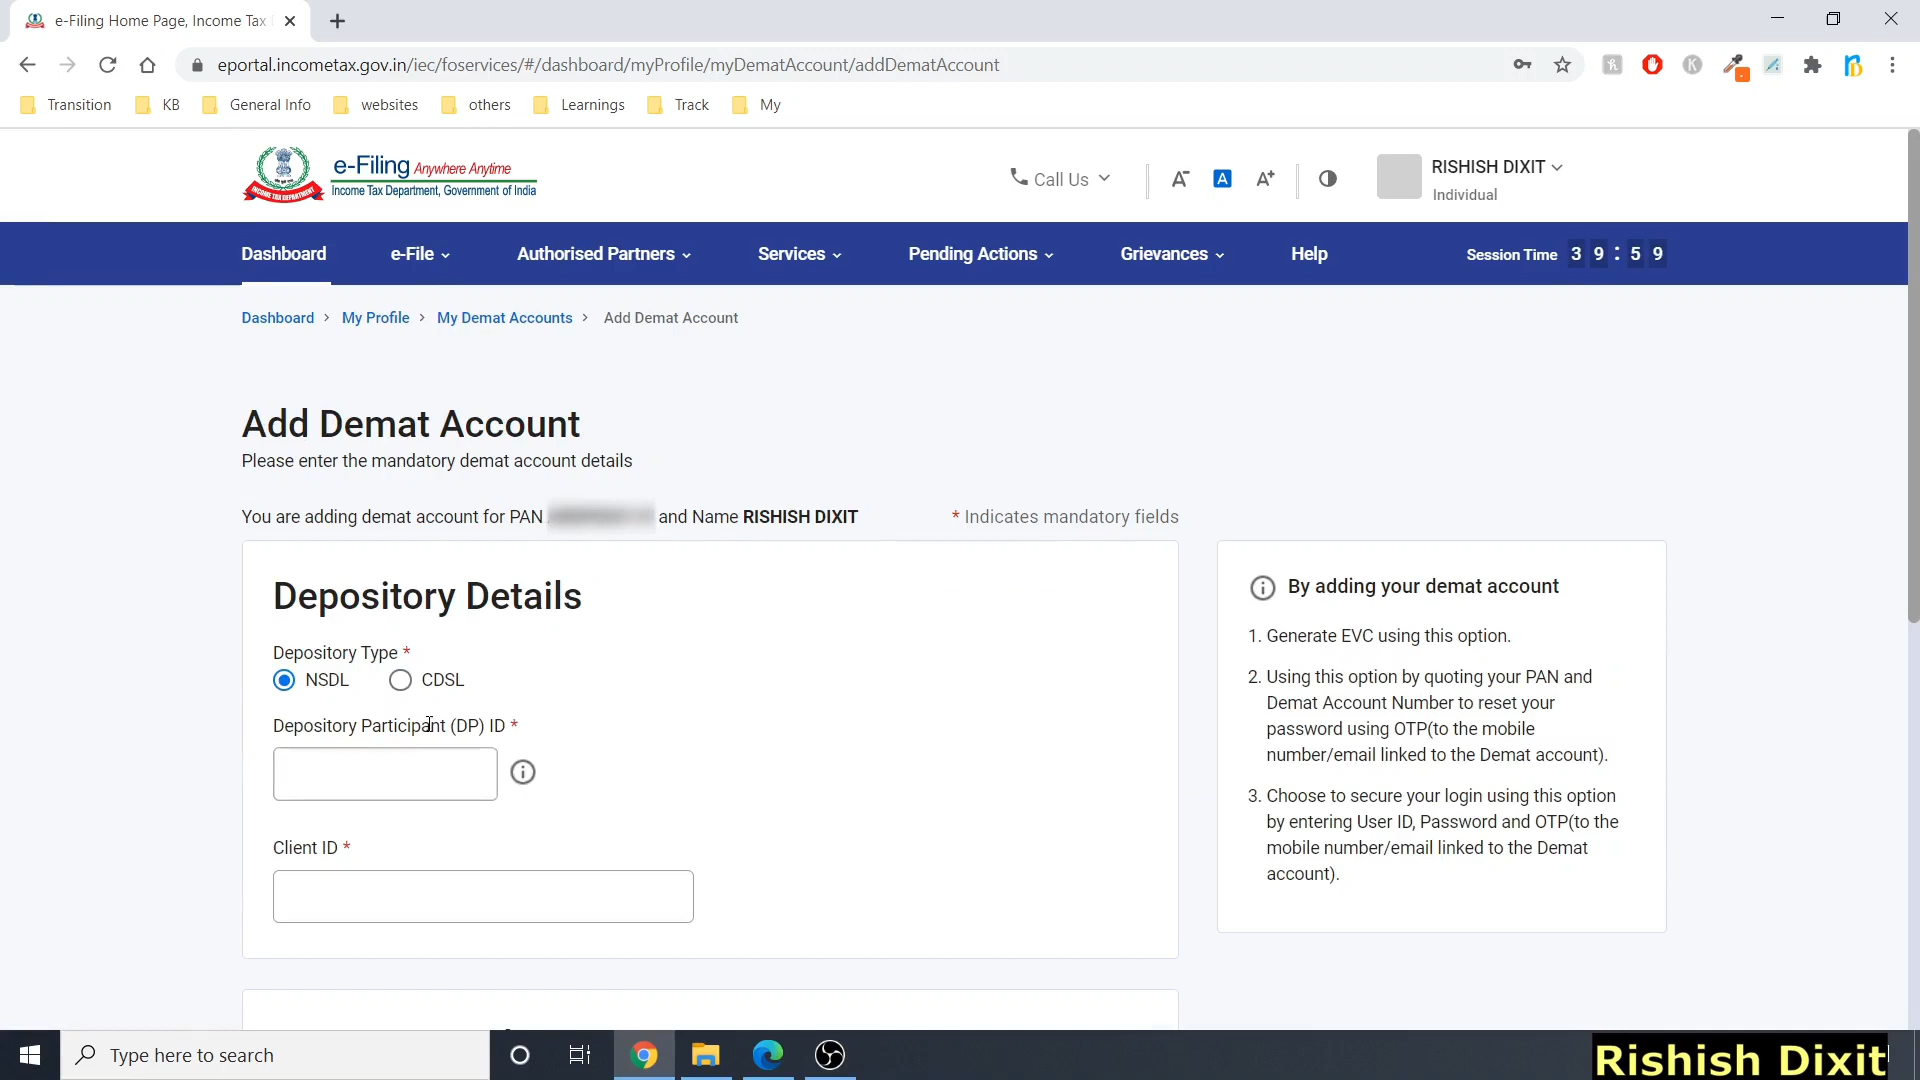 e-Filing Home Page, Income Tax
eportal.incometax.gov.in/iec/foservices/#/dashboard/myProfile/myDematAccount/addDematAccount
Transition KB General Info websites others Learnings Track My
e-Filing Anywhere Anytime
Income Tax Department, Government of India
INCOME TAX DEPARTMENT
Call Us
A- A A+
RISHISH DIXIT
Individual
Dashboard e-File Authorised Partners Services Pending Actions Grievances Help Session Time 3 9 : 5 9
Dashboard > My Profile > My Demat Accounts > Add Demat Account
Add Demat Account
Please enter the mandatory demat account details
You are adding demat account for PAN and Name RISHISH DIXIT
* Indicates mandatory fields
Depository Details
Depository Type *
NSDL CDSL
Depository Participant (DP) ID *
Client ID *
By adding your demat account
1. Generate EVC using this option.
2. Using this option by quoting your PAN and
Demat Account Number to reset your
password using OTP(to the mobile
number/email linked to the Demat account).
3. Choose to secure your login using this option
by entering User ID, Password and OTP(to the
mobile number/email linked to the Demat
account).
Type here to search
Rishish Dixit